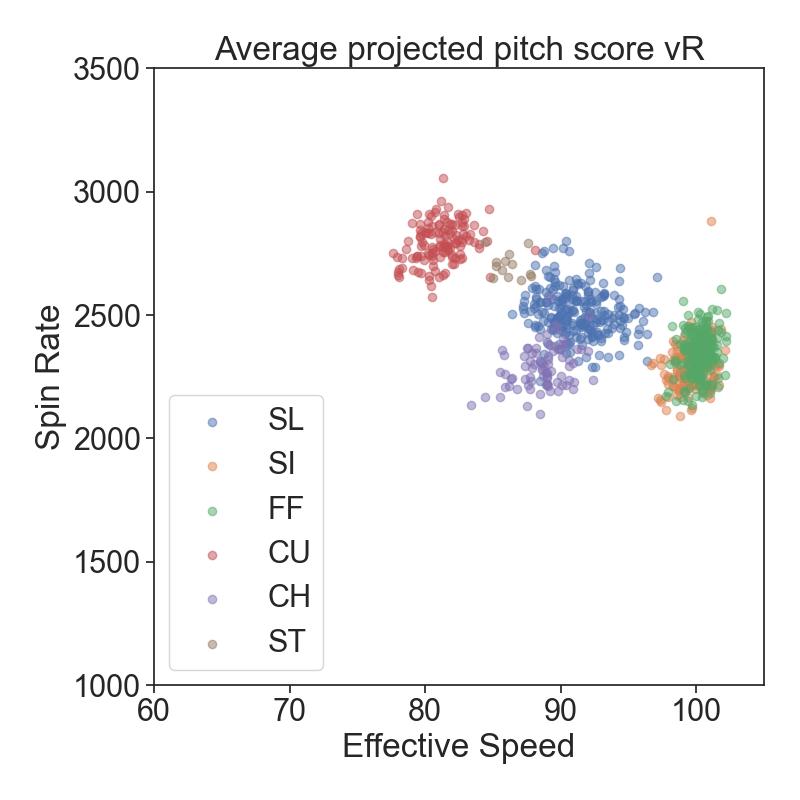 Average projected pitch score vR
3500
3000
2500
2000
1500
1000
Spin Rate
SL
SI
FF
CU
CH
ST
60 70 80 90 100
Effective Speed